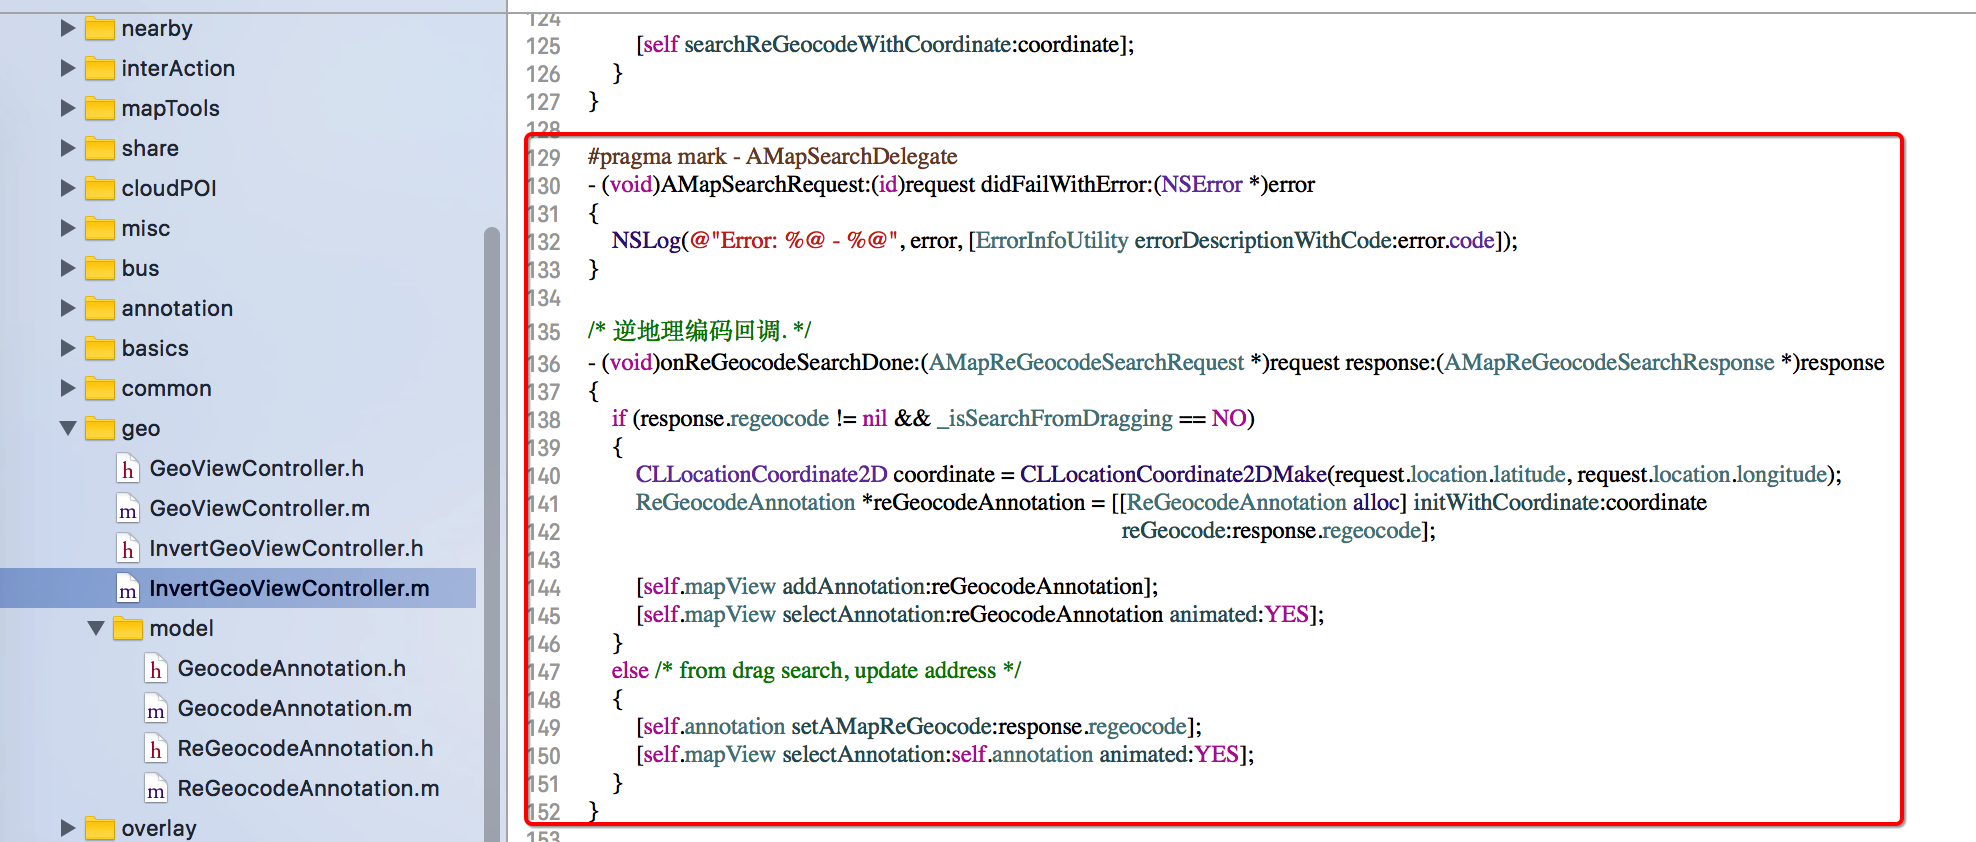 nearby
interAction
mapTools
share
cloudPOI
misc
bus
annotation
basics
common
geo
h GeoViewController.h
m GeoViewController.m
h InvertGeoViewController.h
m InvertGeoViewController.m
model
h GeocodeAnnotation.h
m GeocodeAnnotation.m
h ReGeocodeAnnotation.h
m ReGeocodeAnnotation.m
overlay
124
125 [self searchReGeocodeWithCoordinate:coordinate];
126 }
127 }
128
129 #pragma mark - AMapSearchDelegate
130 - (void)AMapSearchRequest:(id)request didFailWithError:(NSError *)error
131 {
132 NSLog(@"Error: %@ - %@", error, [ErrorInfoUtility errorDescriptionWithCode:error.code]);
133 }
134
135 /* 逆地理编码回调. */
136 - (void)onReGeocodeSearchDone:(AMapReGeocodeSearchRequest *)request response:(AMapReGeocodeSearchResponse *)response
137 {
138 if (response.regeocode != nil && _isSearchFromDragging == NO)
139 {
140 CLLocationCoordinate2D coordinate = CLLocationCoordinate2DMake(request.location.latitude, request.location.longitude);
141 ReGeocodeAnnotation *reGeocodeAnnotation = [[ReGeocodeAnnotation alloc] initWithCoordinate:coordinate
142 reGeocode:response.regeocode];
143
144 [self.mapView addAnnotation:reGeocodeAnnotation];
145 [self.mapView selectAnnotation:reGeocodeAnnotation animated:YES];
146 }
147 else /* from drag search, update address */
148 {
149 [self.annotation setAMapReGeocode:response.regeocode];
150 [self.mapView selectAnnotation:self.annotation animated:YES];
151 }
152 }
153